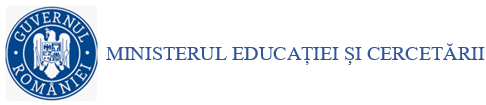 GUVERNUL
ROMÂNIEI
MINISTERUL EDUCAȚIEI ȘI CERCETĂRII